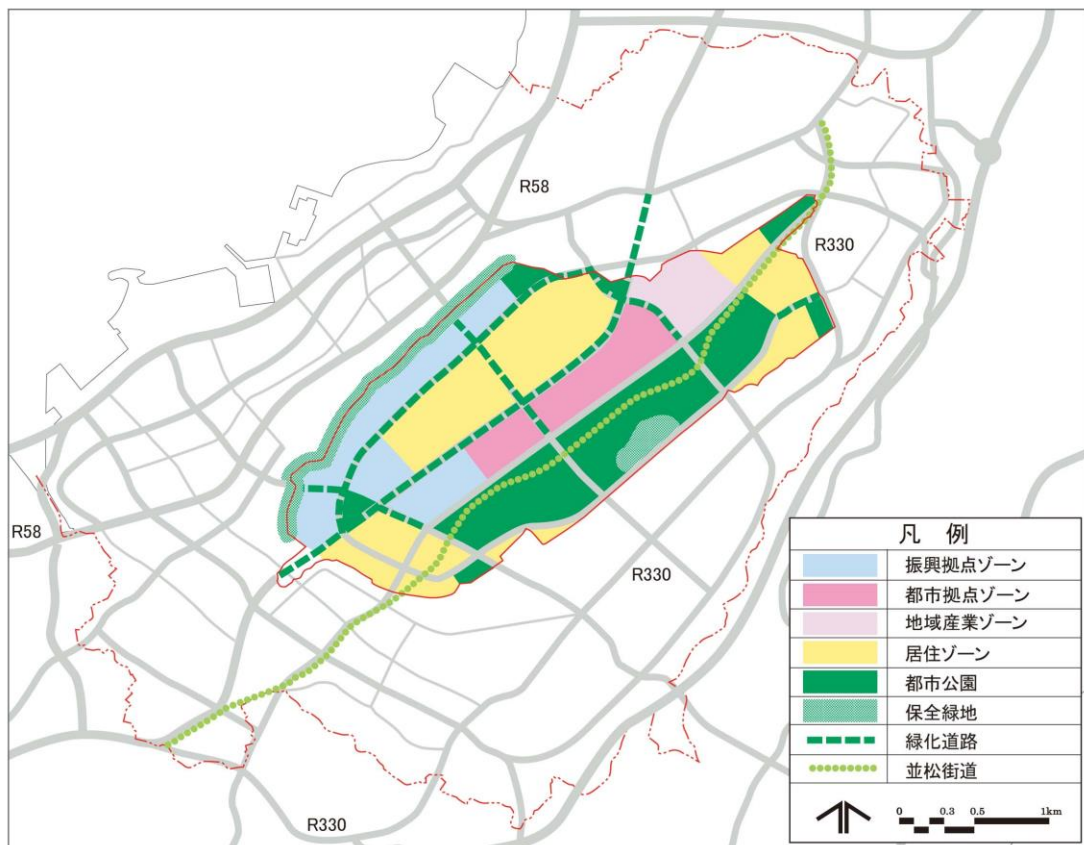 R58
R330
R58
R330
R330
凡 例
振興拠点ゾーン
都市拠点ゾーン
地域産業ゾーン
居住ゾーン
都市公園
保全緑地
緑化道路
並松街道
0 0.3 0.5 1km